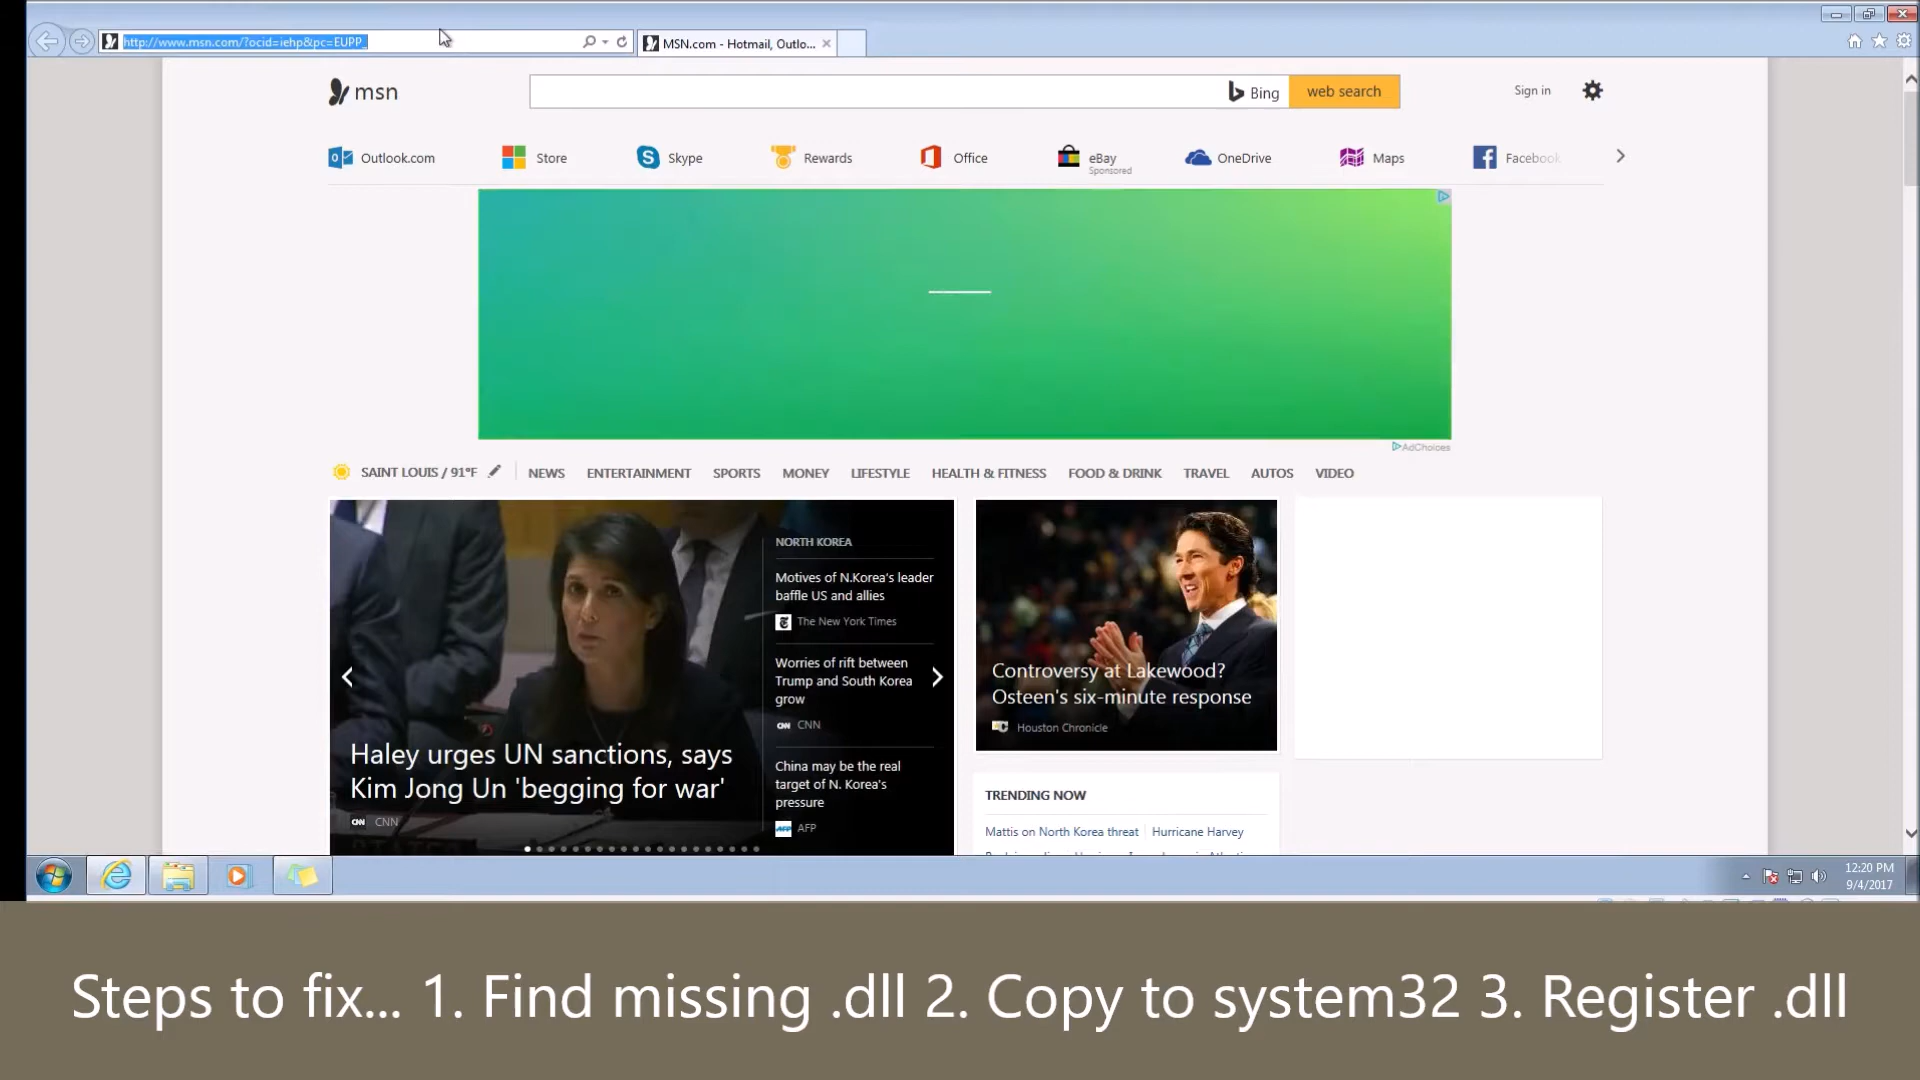 http://www.msn.com/?ocid=iehp&pc=EUPP_
MSN.com - Hotmail, Outlo...
msn
Bing
web search
Sign in
Outlook.com
Store
Skype
Rewards
Office
eBay
Sponsored
OneDrive
Maps
Facebook
AdChoices
SAINT LOUIS / 91°F
NEWS
ENTERTAINMENT
SPORTS
MONEY
LIFESTYLE
HEALTH & FITNESS
FOOD & DRINK
TRAVEL
AUTOS
VIDEO
NORTH KOREA
Motives of N.Korea's leader
baffle US and allies
The New York Times
Worries of rift between
Trump and South Korea
grow
CNN
China may be the real
target of N. Korea's
pressure
AFP
Haley urges UN sanctions, says
Kim Jong Un 'begging for war'
CNN
Controversy at Lakewood?
Osteen's six-minute response
Houston Chronicle
TRENDING NOW
Mattis on North Korea threat
Hurricane Harvey
12:20 PM
9/4/2017
Steps to fix... 1. Find missing .dll 2. Copy to system32 3. Register .dll